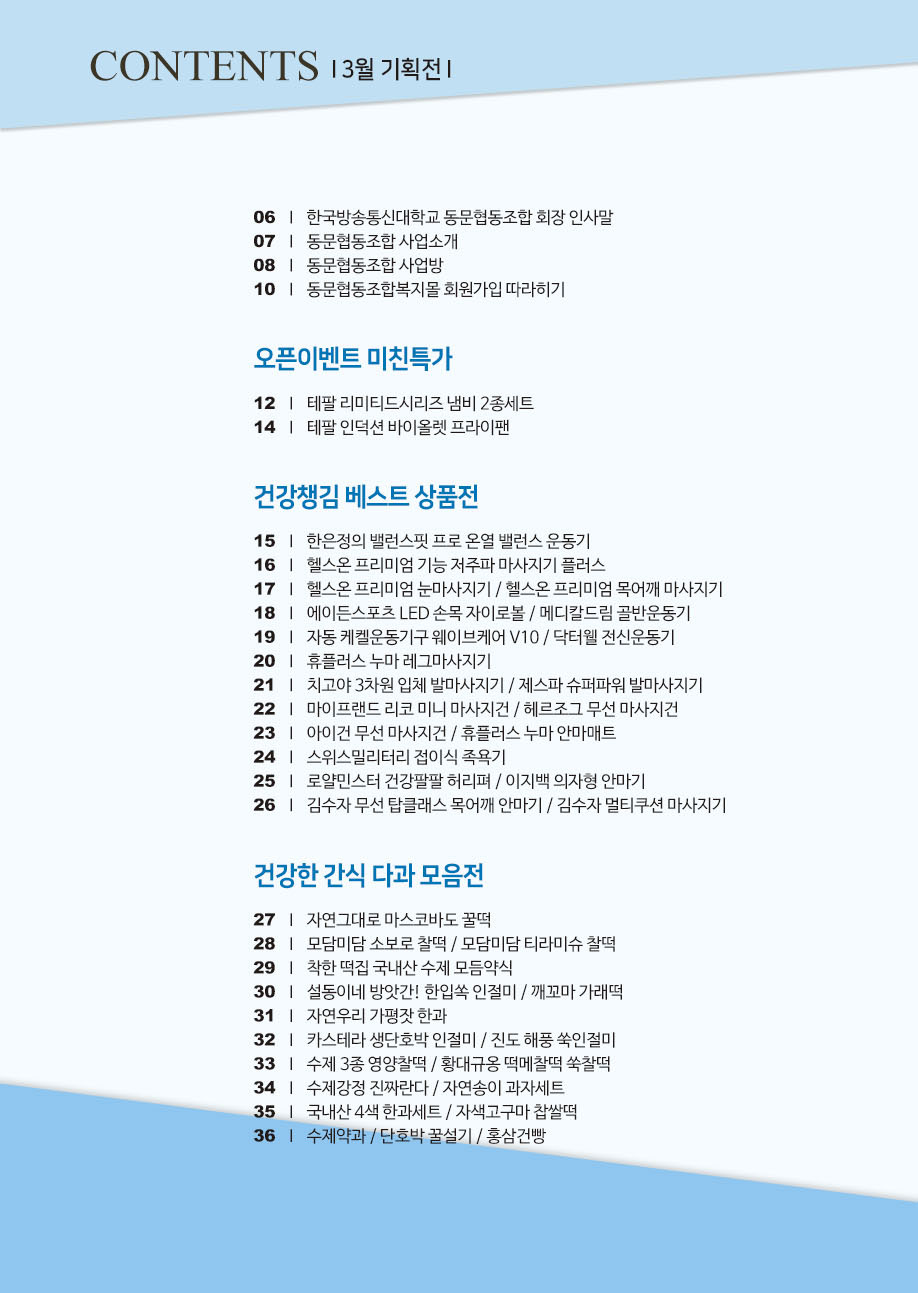 CONTENTS I 3월 기획전 I
06 I 한국방송통신대학교 동문협동조합 회장 인사말
07 I 동문협동조합 사업소개
08 I 동문협동조합 사업방
10 I 동문협동조합복지몰 회원가입 따라히기
오픈이벤트 미친특가
12 I 테팔 리미티드시리즈 냄비 2종세트
14 I 테팔 인덕션 바이올렛 프라이팬
건강챙김 베스트 상품전
15 I 한은정의 밸런스핏 프로 온열 밸런스 운동기
16 I 헬스온 프리미엄 기능 저주파 마사지기 플러스
17 I 헬스온 프리미엄 눈마사지기 / 헬스온 프리미엄 목어깨 마사지기
18 I 에이든스포츠 LED 손목 자이로볼 / 메디칼드림 골반운동기
19 I 자동 케켈운동기구 웨이브케어 V10 / 닥터웰 전신운동기
20 I 휴플러스 누마 레그마사지기
21 I 치고야 3차원 입체 발마사지기 / 제스파 슈퍼파워 발마사지기
22 I 마이프랜드 리코 미니 마사지건 / 헤르조그 무선 마사지건
23 I 아이건 무선 마사지건 / 휴플러스 누마 안마매트
24 I 스위스밀리터리 접이식 족욕기
25 I 로얄민스터 건강팔팔 허리펴 / 이지백 의자형 안마기
26 I 김수자 무선 탑클래스 목어깨 안마기 / 김수자 멀티쿠션 마사지기
건강한 간식 다과 모음전
27 I 자연그대로 마스코바도 꿀떡
28 I 모담미담 소보로 찰떡 / 모담미담 티라미슈 찰떡
29 I 착한 떡집 국내산 수제 모듬약식
30 I 설동이네 방앗간! 한입쏙 인절미 / 깨꼬마 가래떡
31 I 자연우리 가평잣 한과
32 I 카스테라 생단호박 인절미 / 진도 해풍 쑥인절미
33 I 수제 3종 영양찰떡 / 황대규옹 떡메찰떡 쑥찰떡
34 I 수제강정 진짜란다 / 자연송이 과자세트
35 I 국내산 4색 한과세트 / 자색고구마 찹쌀떡
36 I 수제약과 / 단호박 꿀설기 / 홍삼건빵